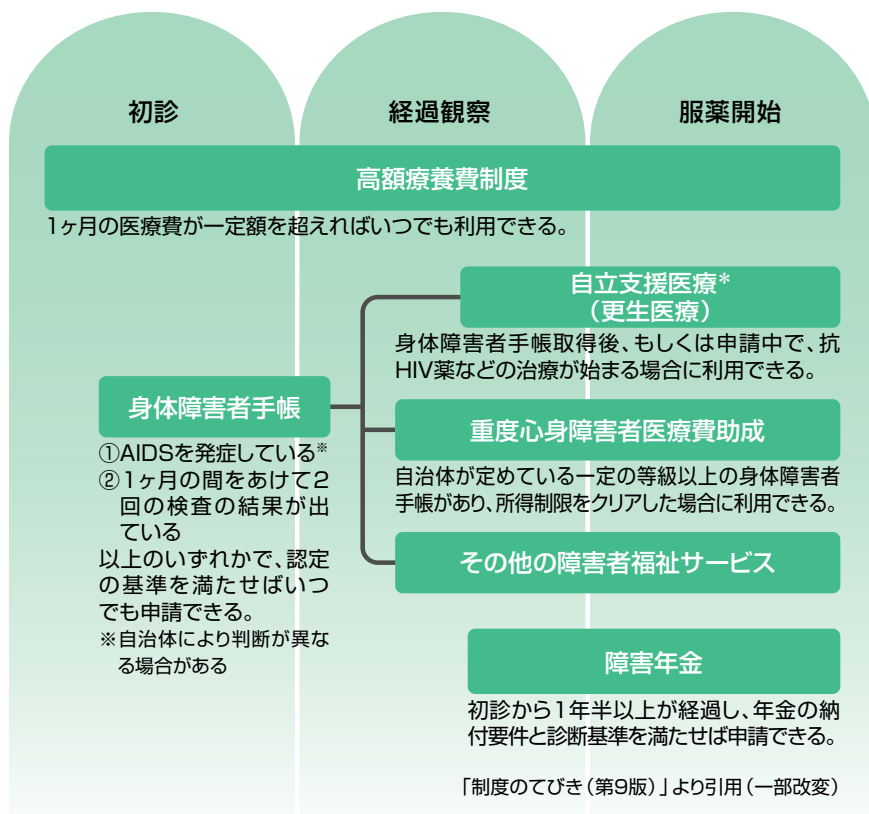 初診
経過観察
服薬開始
高額療養費制度
1ヶ月の医療費が一定額を超えればいつでも利用できる。
自立支援医療*
（更生医療）
身体障害者手帳取得後、もしくは申請中で、抗
HIV薬などの治療が始まる場合に利用できる。
身体障害者手帳
①AIDSを発症している※
②1ヶ月の間をあけて2
回の検査の結果が出
ている
以上のいずれかで、認定
の基準を満たせばいつ
でも申請できる。
※自治体により判断が異な
る場合がある
重度心身障害者医療費助成
自治体が定めている一定の等級以上の身体障害者
手帳があり、所得制限をクリアした場合に利用できる。
その他の障害者福祉サービス
障害年金
初診から1年半以上が経過し、年金の納
付要件と診断基準を満たせば申請できる。
「制度のてびき（第9版）」より引用（一部改変）